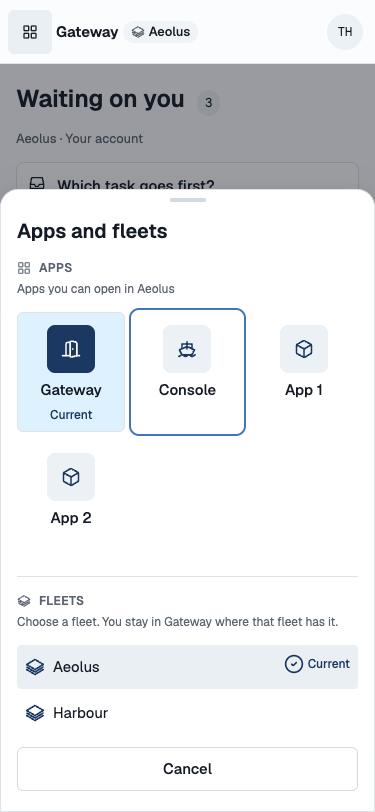 Gateway
Aeolus
TH
Waiting on you
3
Aeolus · Your account
Which task goes first?
Apps and fleets
APPS
Apps you can open in Aeolus
Gateway
Console
App 1
Current
App 2
FLEETS
Choose a fleet. You stay in Gateway where that fleet has it.
Aeolus
Current
Harbour
Cancel